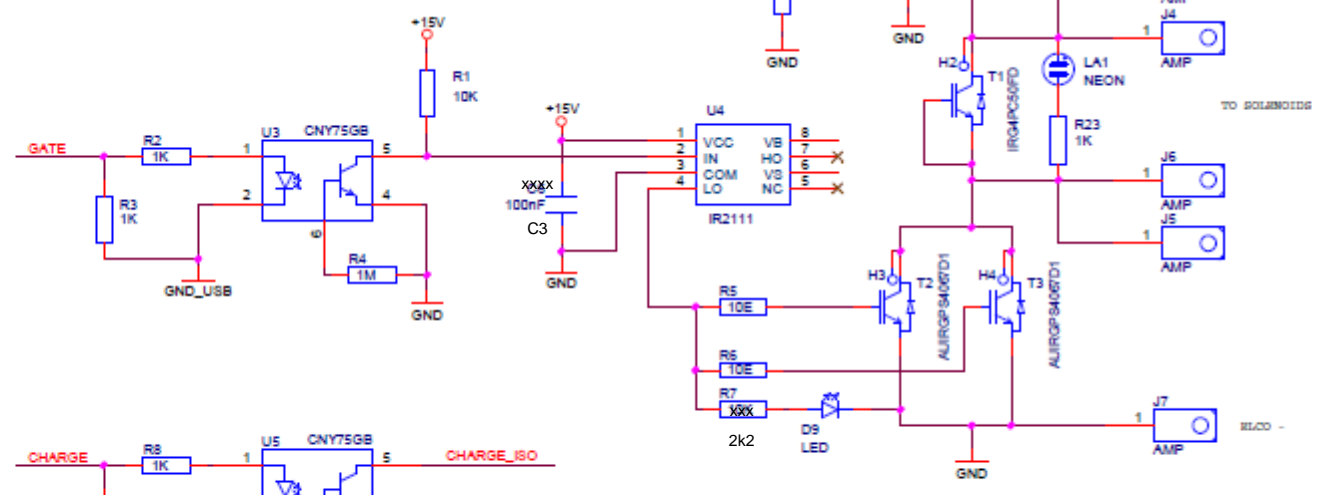 +15V
R1
10K
GND
GND
J4
1
AMP
H2
T1
IRG4PC50FD
LA1
NEON
TO SOLENOIDS
R23
1K
GATE
R2
1K
U3
CNY75GB
1
5
2
4
6
R3
1K
GND_USB
R4
1M
GND
+15V
xxxx
100nF
C3
GND
U4
1
VCC
VB
8
2
IN
HO
7
3
COM
VS
6
4
LO
NC
5
IR2111
J6
1
AMP
J5
1
AMP
H3
T2
AUIRGPS4067D1
H4
T3
AUIRGPS4067D1
R5
10E
R6
10E
R7
xxx
2k2
D9
LED
GND
J7
1
AMP
ELCO -
CHARGE
R8
1K
U5
CNY75GB
1
5
CHARGE_ISO